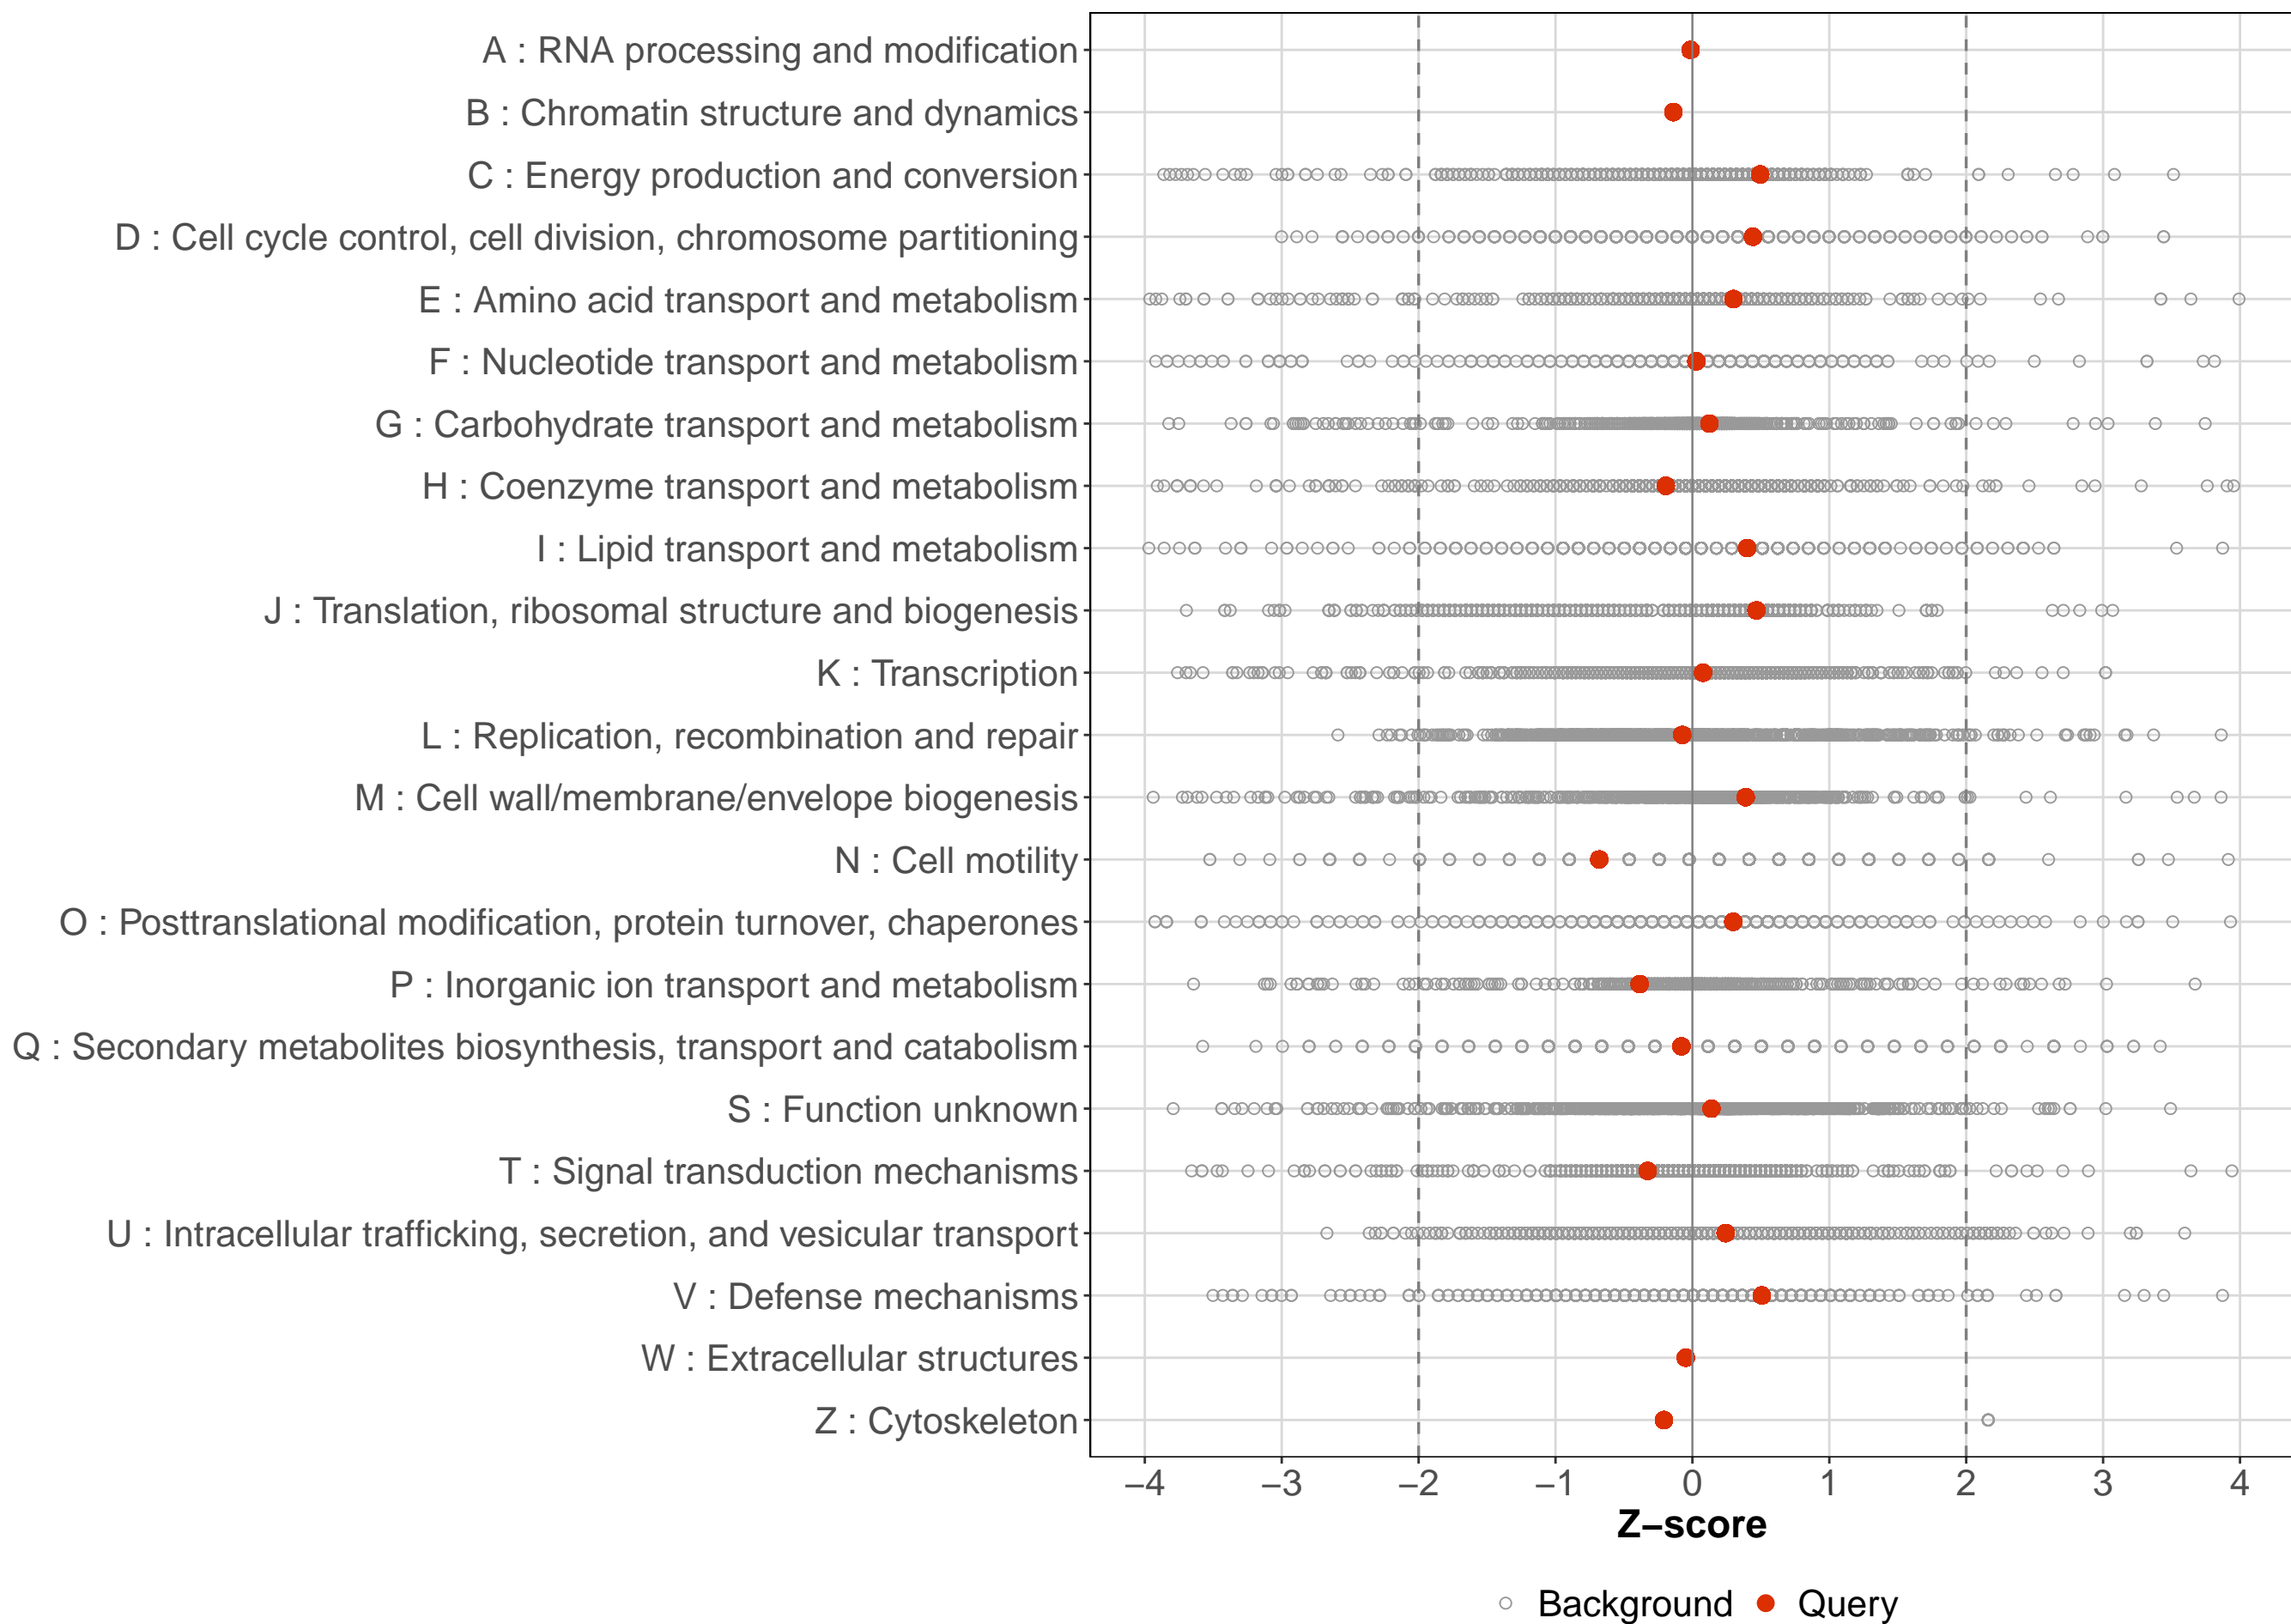 A : RNA processing and modification
B : Chromatin structure and dynamics
C : Energy production and conversion
D : Cell cycle control, cell division, chromosome partitioning
E : Amino acid transport and metabolism
F : Nucleotide transport and metabolism
G : Carbohydrate transport and metabolism
H : Coenzyme transport and metabolism
I : Lipid transport and metabolism
J : Translation, ribosomal structure and biogenesis
K : Transcription
L : Replication, recombination and repair
M : Cell wall/membrane/envelope biogenesis
N : Cell motility
O : Posttranslational modification, protein turnover, chaperones
P : Inorganic ion transport and metabolism
Q : Secondary metabolites biosynthesis, transport and catabolism
S : Function unknown
T : Signal transduction mechanisms
U : Intracellular trafficking, secretion, and vesicular transport
V : Defense mechanisms
W : Extracellular structures
Z : Cytoskeleton
−4 −3 −2 −1 0 1 2 3 4
Z−score
Background Query